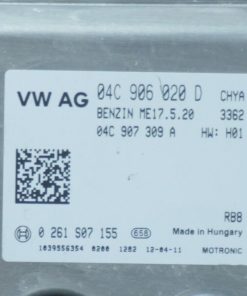 VW AG 04C 906 020 D CHYA
BENZIN ME17.5.20 3362
04C 907 309 A HW: H01
RB8
0 261 S07 155 656 Made in Hungary
1039S56354 8200 1282 12-04-11 MOTRONIC